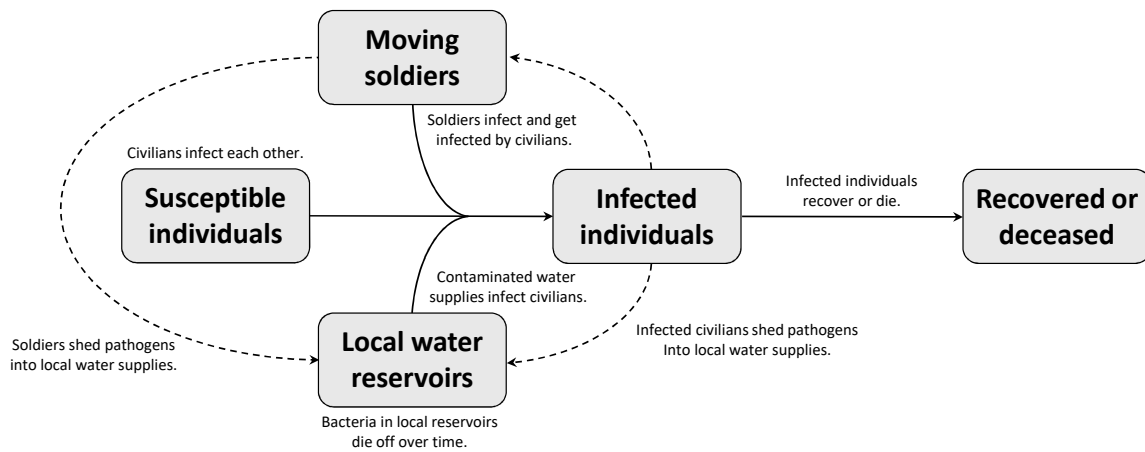 Moving
soldiers
Soldiers infect and get
infected by civilians.
Civilians infect each other.
Susceptible
individuals
Infected
individuals
Infected individuals
recover or die.
Recovered or
deceased
Contaminated water
supplies infect civilians.
Soldiers shed pathogens
into local water supplies.
Local water
reservoirs
Infected civilians shed pathogens
Into local water supplies.
Bacteria in local reservoirs
die off over time.